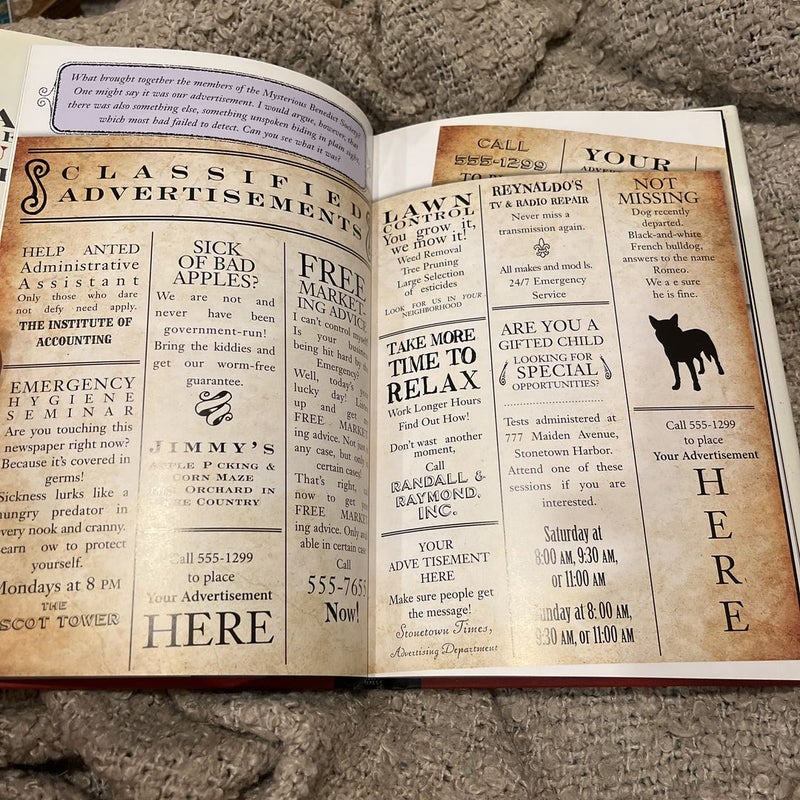 What brought together the members of the Mysterious Benedict Society?
One might say it was our advertisement. I would argue, however, that
there was also something else, something unspoken hiding in plain sight,
which most had failed to detect. Can you see what it was?
CLASSIFIED
ADVERTISEMENTS
HELP ANTED
Administrative
Assistant
Only those who dare
not defy need apply.
THE INSTITUTE OF
ACCOUNTING
EMERGENCY
HYGIENE
SEMINAR
Are you touching this
newspaper right now?
Because it's covered in
germs!
Sickness lurks like a
hungry predator in
every nook and cranny.
earn ow to protect
yourself.
Mondays at 8 PM
THE
SCOT TOWER
SICK
OF BAD
APPLES?
We are not and
never have been
government-run!
Bring the kiddies and
get our worm-free
guarantee.
JIMMY'S
APPLE P CKING &
CORN MAZE
ORCHARD IN
THE COUNTRY
Call 555-1299
to place
Your Advertisement
HERE
FREE
MARKET-
ING ADVICE
I can't control myself
Is your business
being hit hard by the
Emergency?
Well, today's your
lucky day!
up and get
FREE MARKET-
ing advice. Not just
any case, but only
certain cases!
That's right,
now to get
FREE MARKET-
ing advice. Only
able in certain case
Call
555-7655
Now!
LAWN
CONTROL
You grow it,
we mow it!
Weed Removal
Tree Pruning
Large Selection
of esticides
LOOK FOR US IN YOUR
NEIGHBORHOOD
TAKE MORE
TIME TO
RELAX
Work Longer Hours
Find Out How!
Don't wast another
moment,
Call
RANDALL &
RAYMOND,
INC.
YOUR
ADVE TISEMENT
HERE
Make sure people get
the message!
Stonetown Times,
Advertising Department
REYNALDO'S
TV & RADIO REPAIR
Never miss a
transmission again.
All makes and mod ls.
24/7 Emergency
Service
ARE YOU A
GIFTED CHILD
LOOKING FOR
SPECIAL
OPPORTUNITIES?
Tests administered at
777 Maiden Avenue,
Stonetown Harbor.
Attend one of these
sessions if you are
interested.
Saturday at
8:00 AM, 9:30 AM,
or 11:00 AM
Sunday at 8:00 AM,
9:30 AM, or 11:00 AM
CALL
555-1299
YOUR
NOT
MISSING
Dog recently
departed.
Black-and-white
French bulldog,
answers to the name
Romeo.
We a e sure
he is fine.
Call 555-1299
to place
Your Advertisement
H
E
R
E